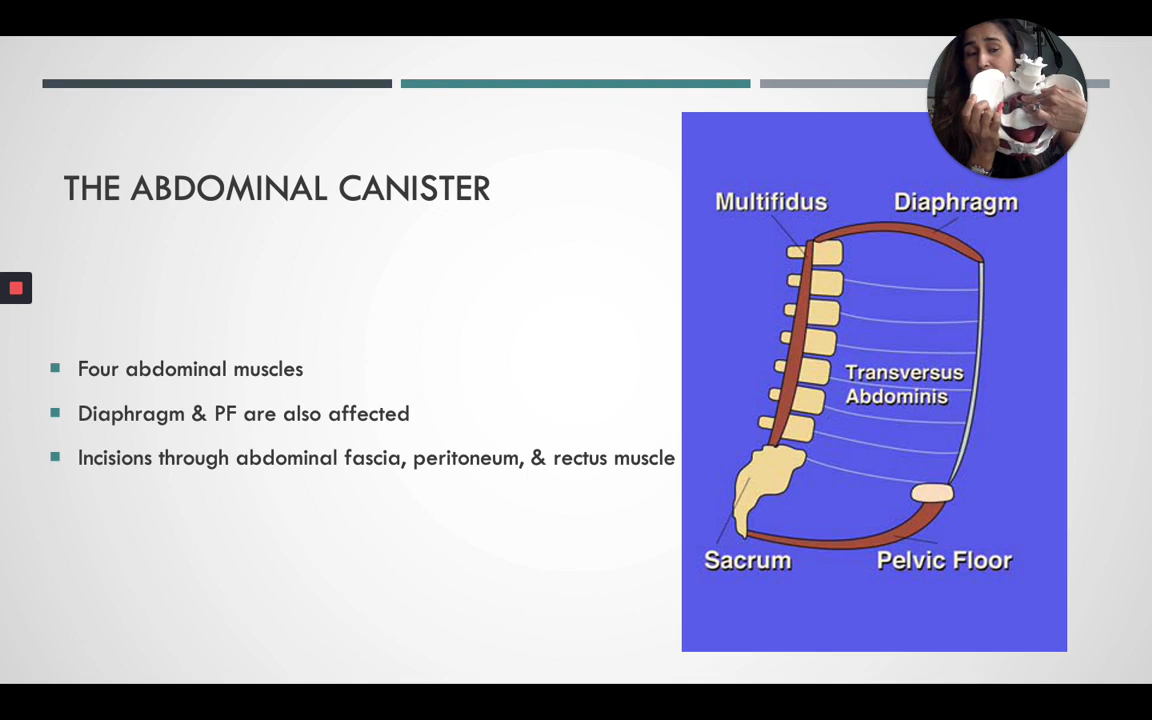 THE ABDOMINAL CANISTER
Four abdominal muscles
Diaphragm & PF are also affected
Incisions through abdominal fascia, peritoneum, & rectus muscle
Multifidus
Diaphragm
Transversus
Abdominis
Sacrum
Pelvic Floor